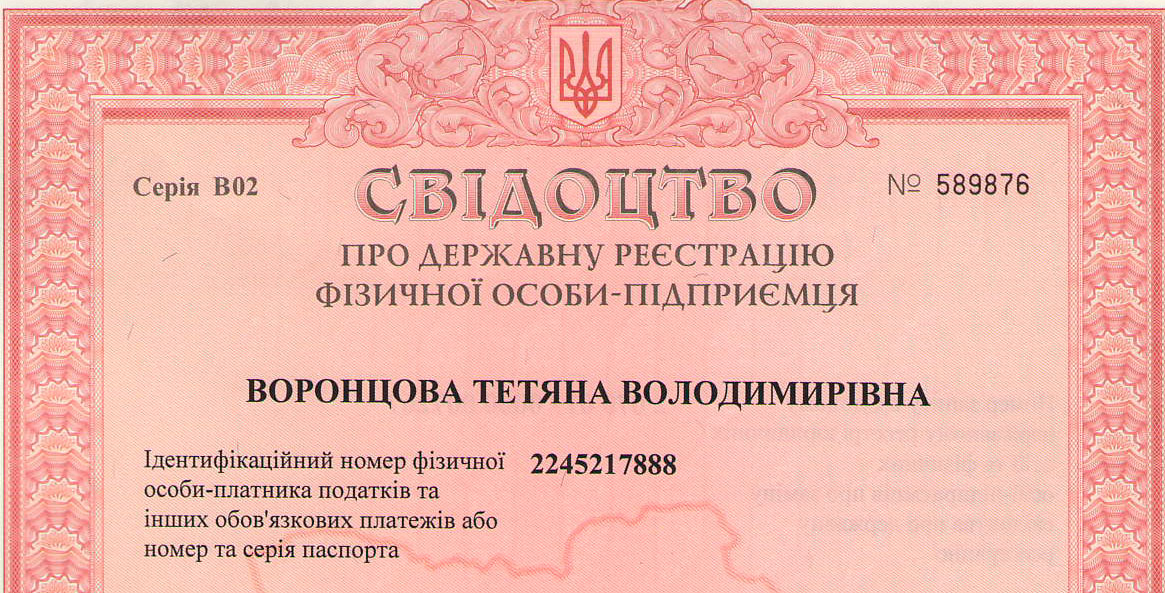 Серія В02
СВІДОЦТВО
№ 589876
ПРО ДЕРЖАВНУ РЕЄСТРАЦІЮ
ФІЗИЧНОЇ ОСОБИ-ПІДПРИЄМЦЯ
ВОРОНЦОВА ТЕТЯНА ВОЛОДИМИРІВНА
Ідентифікаційний номер фізичної 2245217888
особи-платника податків та
інших обов'язкових платежів або
номер та серія паспорта